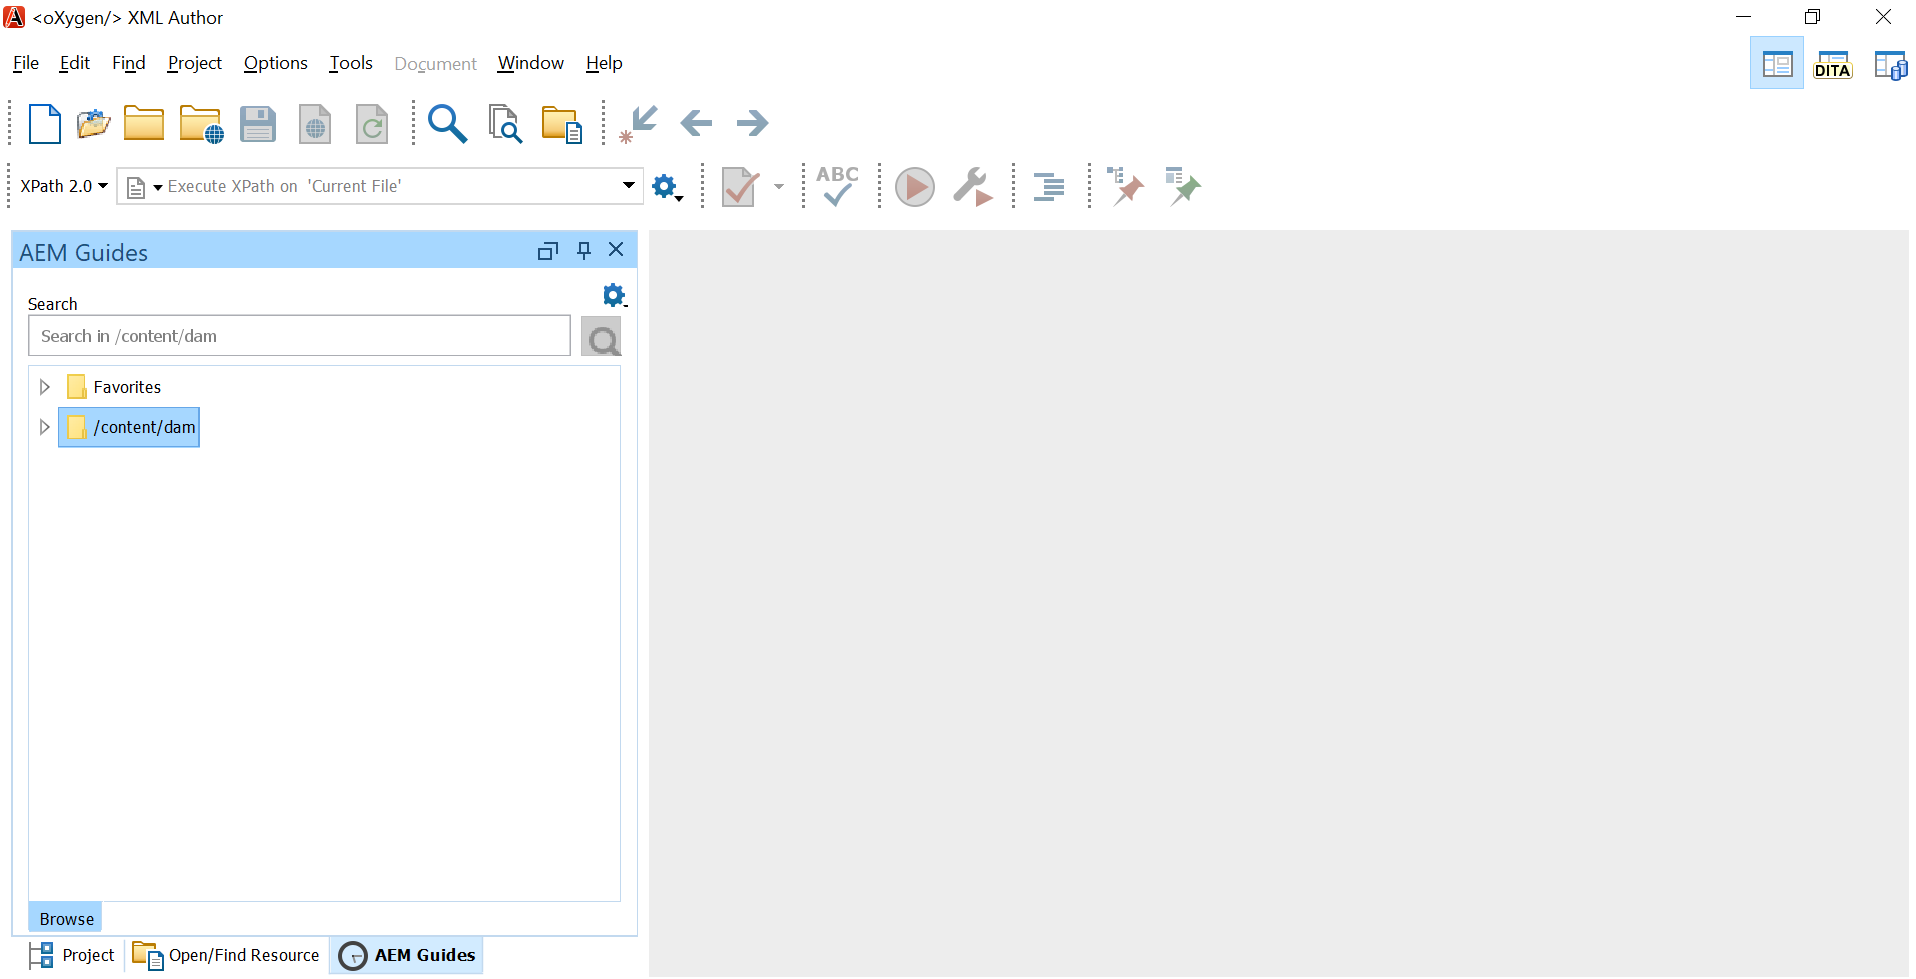 <oXygen/> XML Author
File Edit Find Project Options Tools Document Window Help
DITA
XPath 2.0 Execute XPath on 'Current File'
ABC
AEM Guides
Search
Search in /content/dam
Favorites
/content/dam
Browse
Project Open/Find Resource AEM Guides